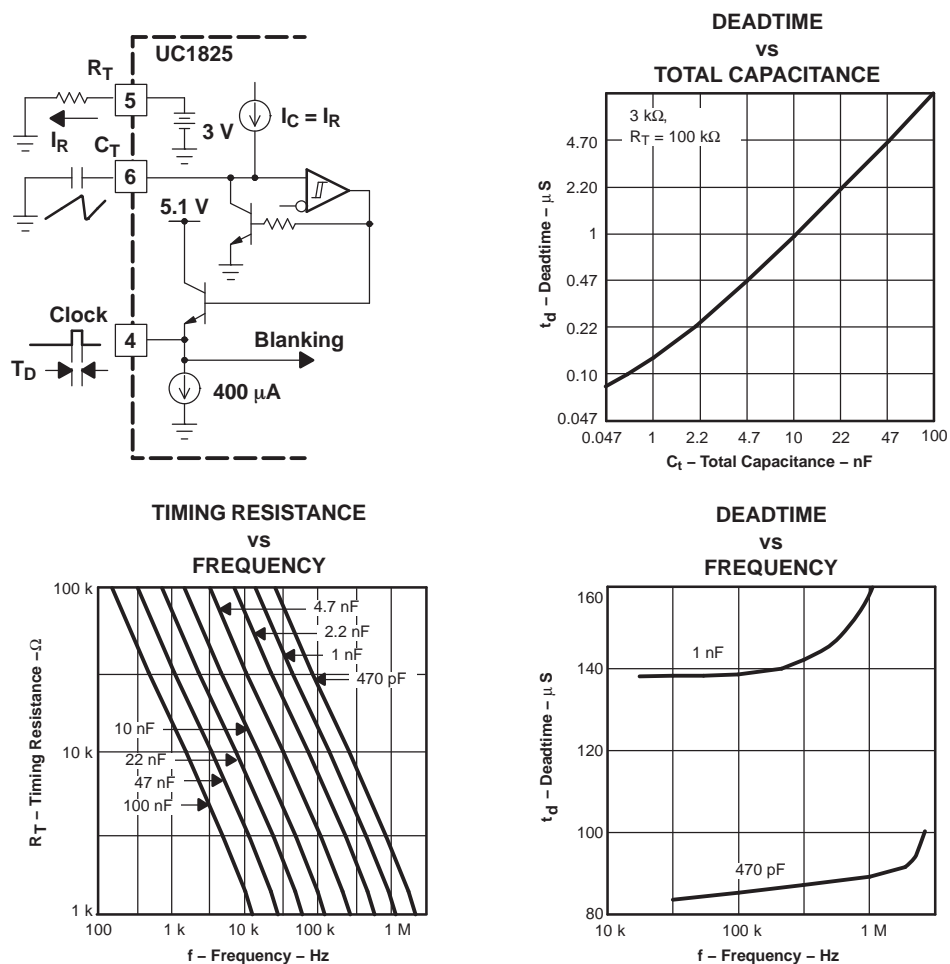 UC1825
R_T
5
I_R
3 V
I_C = I_R
C_T
6
5.1 V
Clock
4
T_D
Blanking
400 μA
DEADTIME
vs
TOTAL CAPACITANCE
3 kΩ,
R_T = 100 kΩ
4.70
2.20
1
0.47
0.22
0.10
0.047
t_d – Deadtime – μ S
0.047 1 2.2 4.7 10 22 47 100
C_t – Total Capacitance – nF
TIMING RESISTANCE
vs
FREQUENCY
100 k
10 k
1 k
R_T – Timing Resistance –Ω
4.7 nF
2.2 nF
1 nF
470 pF
10 nF
22 nF
47 nF
100 nF
100 1 k 10 k 100 k 1 M
f – Frequency – Hz
DEADTIME
vs
FREQUENCY
160
140
120
100
80
t_d – Deadtime – μ S
1 nF
470 pF
10 k 100 k 1 M
f – Frequency – Hz